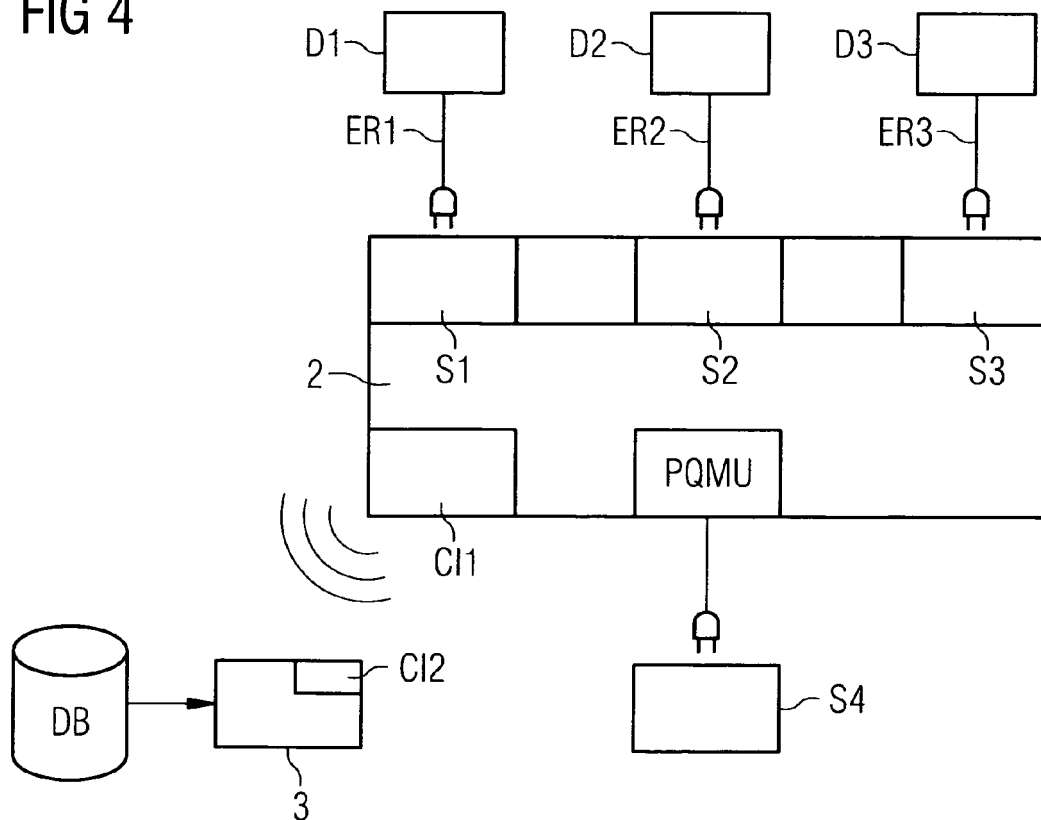 FIG 4
D1 D2 D3
ER1 ER2 ER3
S1 S2 S3
2
PQMU
CI1
CI2
DB
S4
3